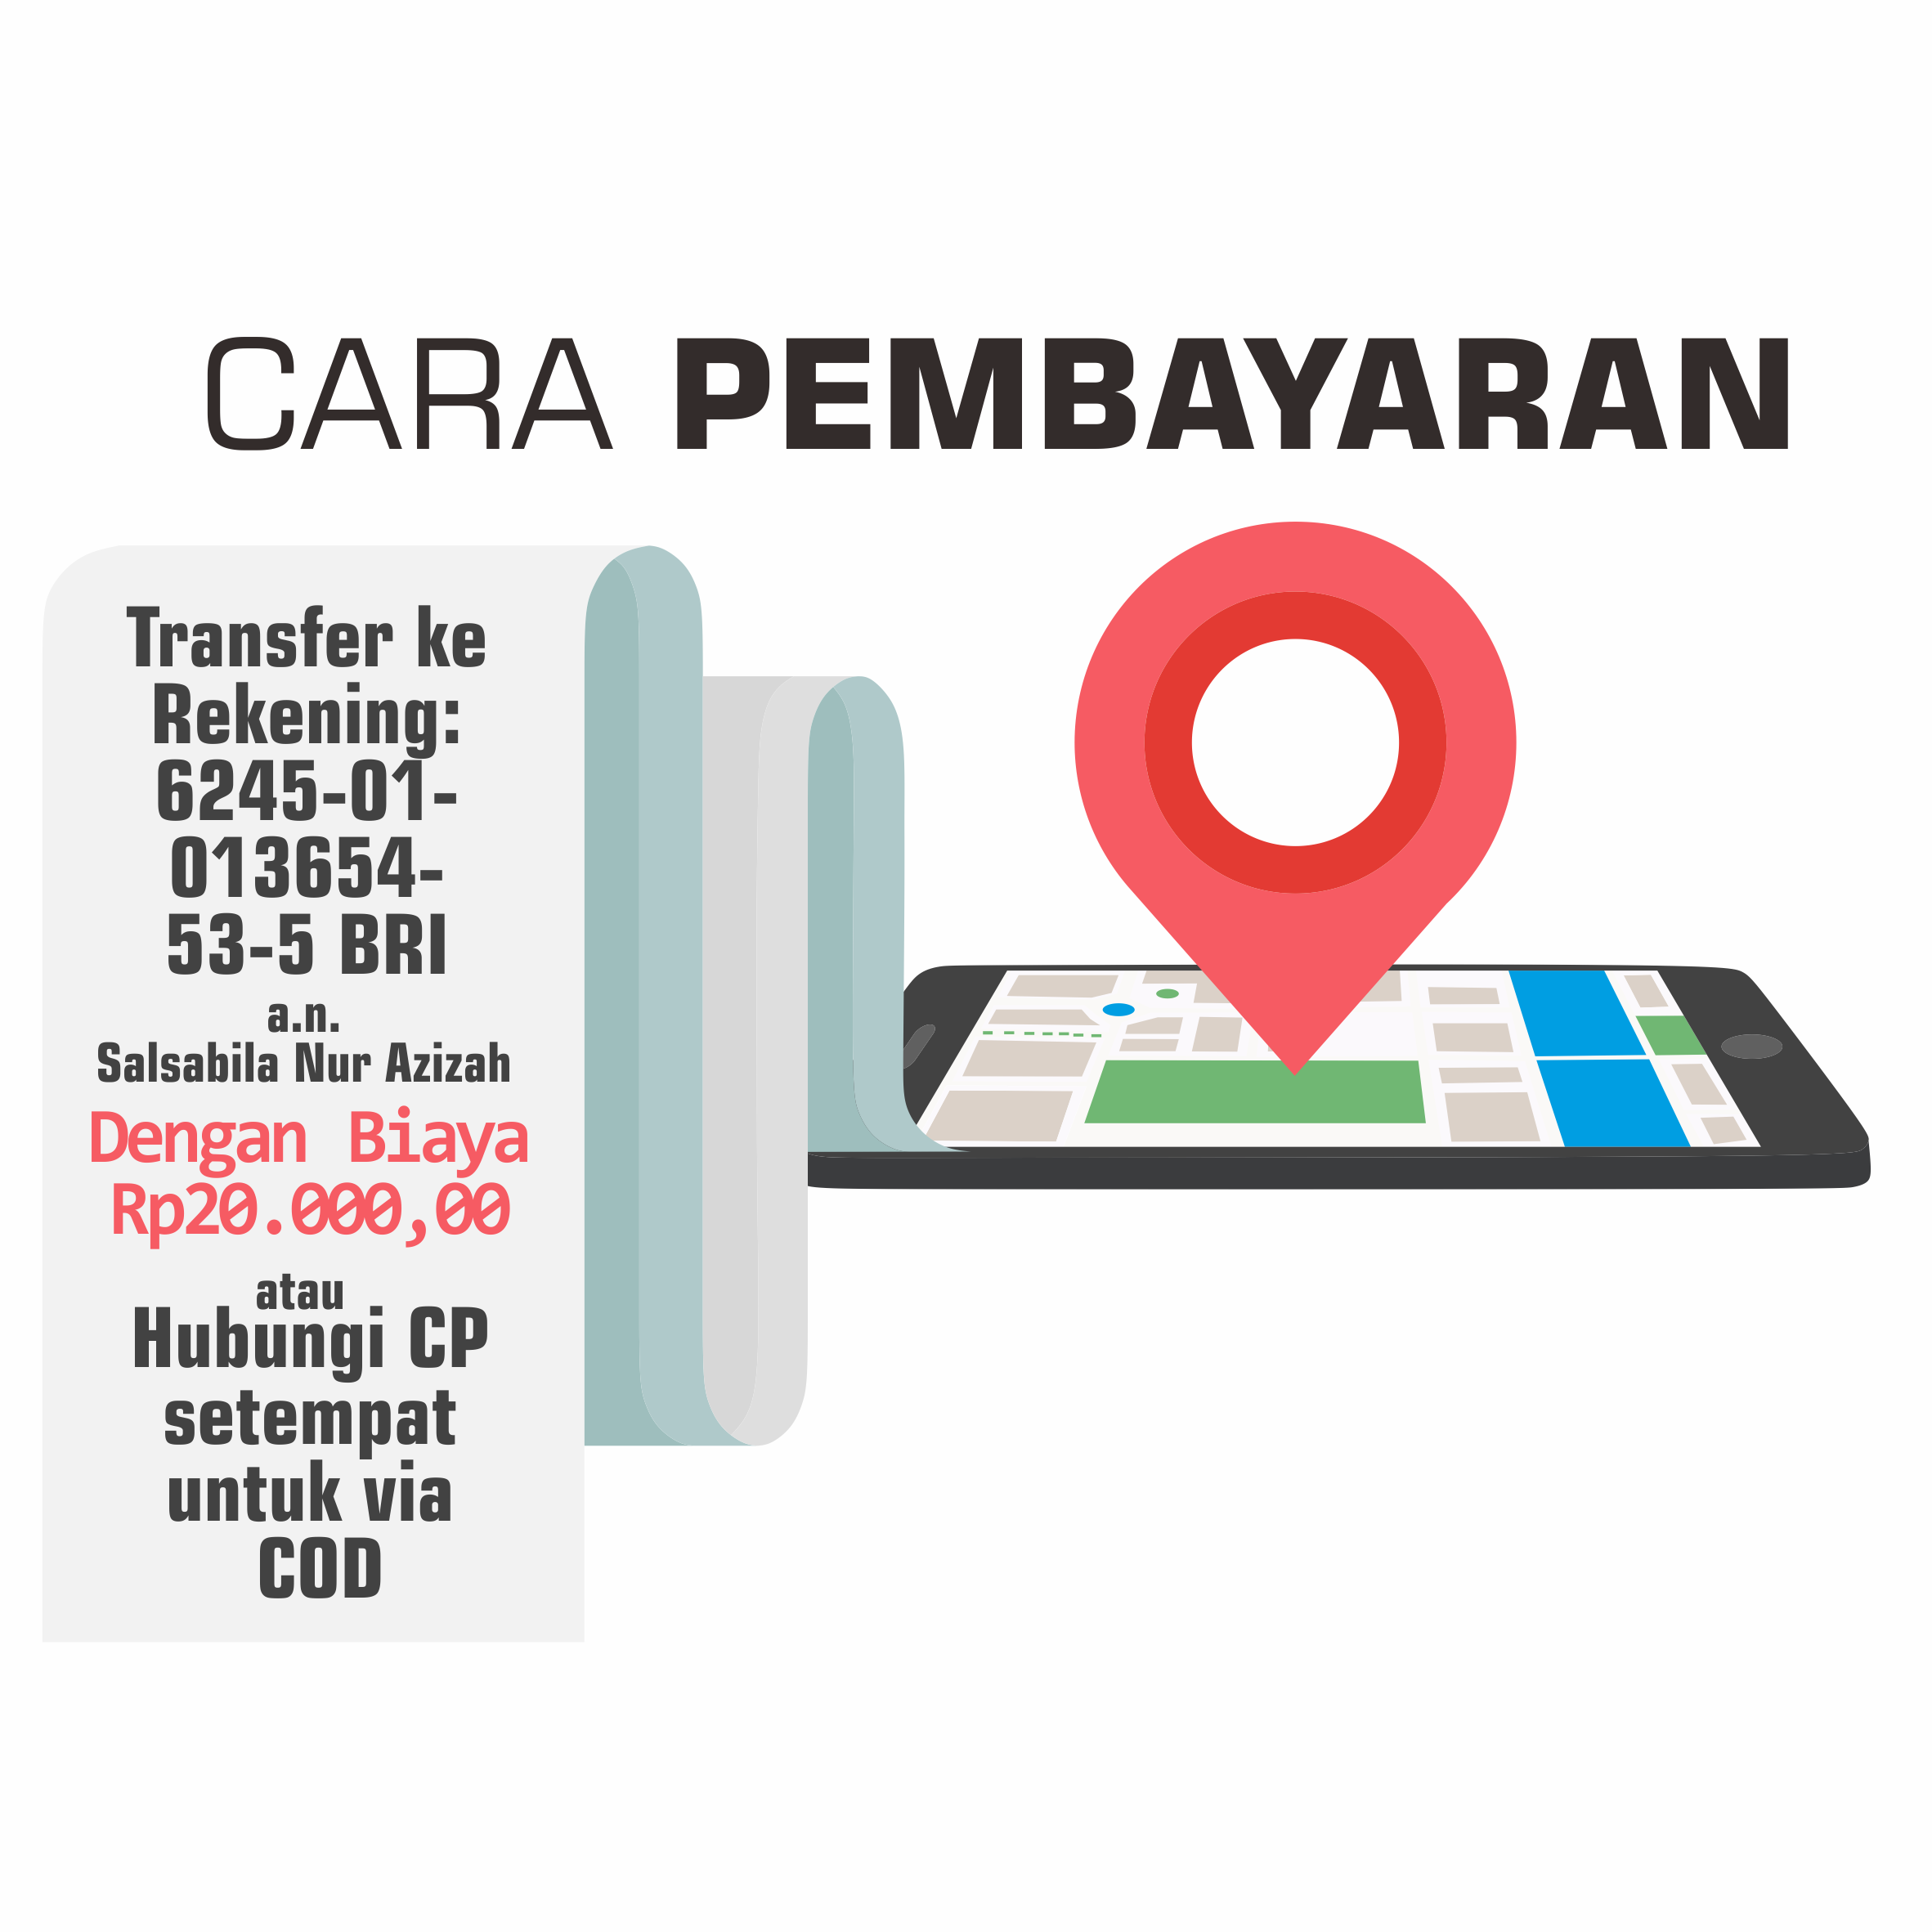 CARA PEMBAYARAN
Transfer ke
Rekening:
6245-01-
013654-
53-5 BRI
a.n.
Salsabila Nur Azizah
Dengan Biaya
Rp20.000,00
atau
Hubungi CP
setempat
untuk via
COD